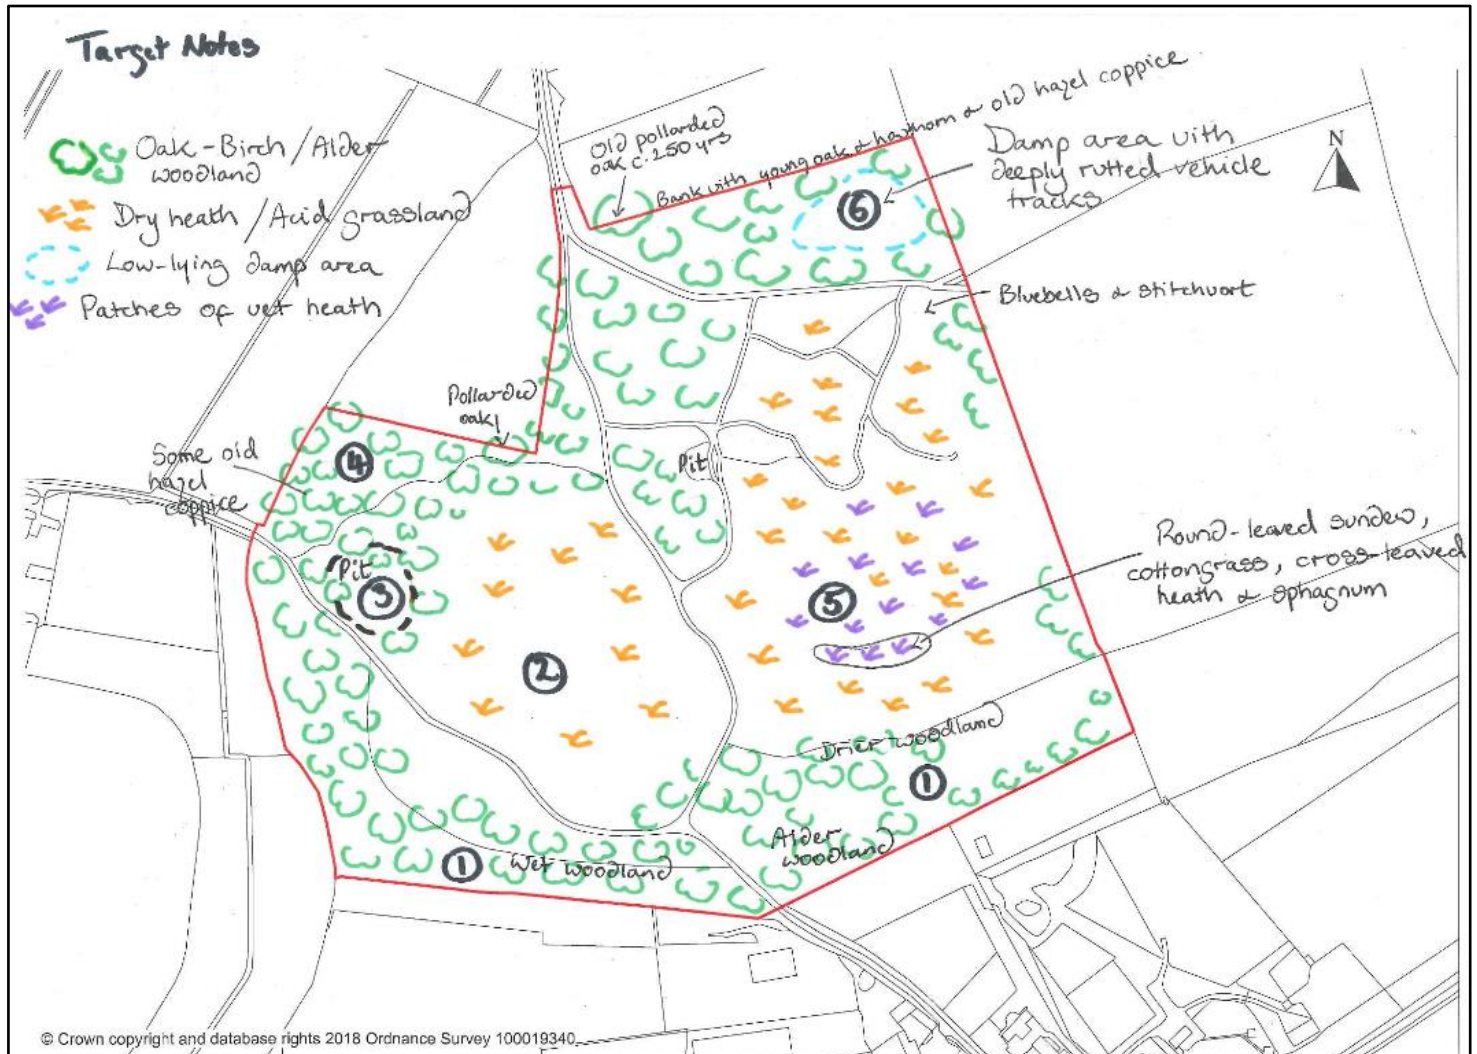 Target Notes
Oak-Birch/Alder
woodland
Dry heath /Acid grassland
Low-lying damp area
Patches of wet heath
Old pollarded
oak c.250 yrs
Bank with young oak & hawthorn & old hazel coppice
Damp area with
deeply rutted vehicle
tracks
N
6
Bluebells & stitchwort
Pollarded
oak
Some old
hazel
coppice
4
Pit
Pit
3
Round-leaved sundew,
cottongrass, cross-leaved
heath & sphagnum
5
2
Drier woodland
1
Alder
woodland
1
Wet woodland
© Crown copyright and database rights 2018 Ordnance Survey 100019340